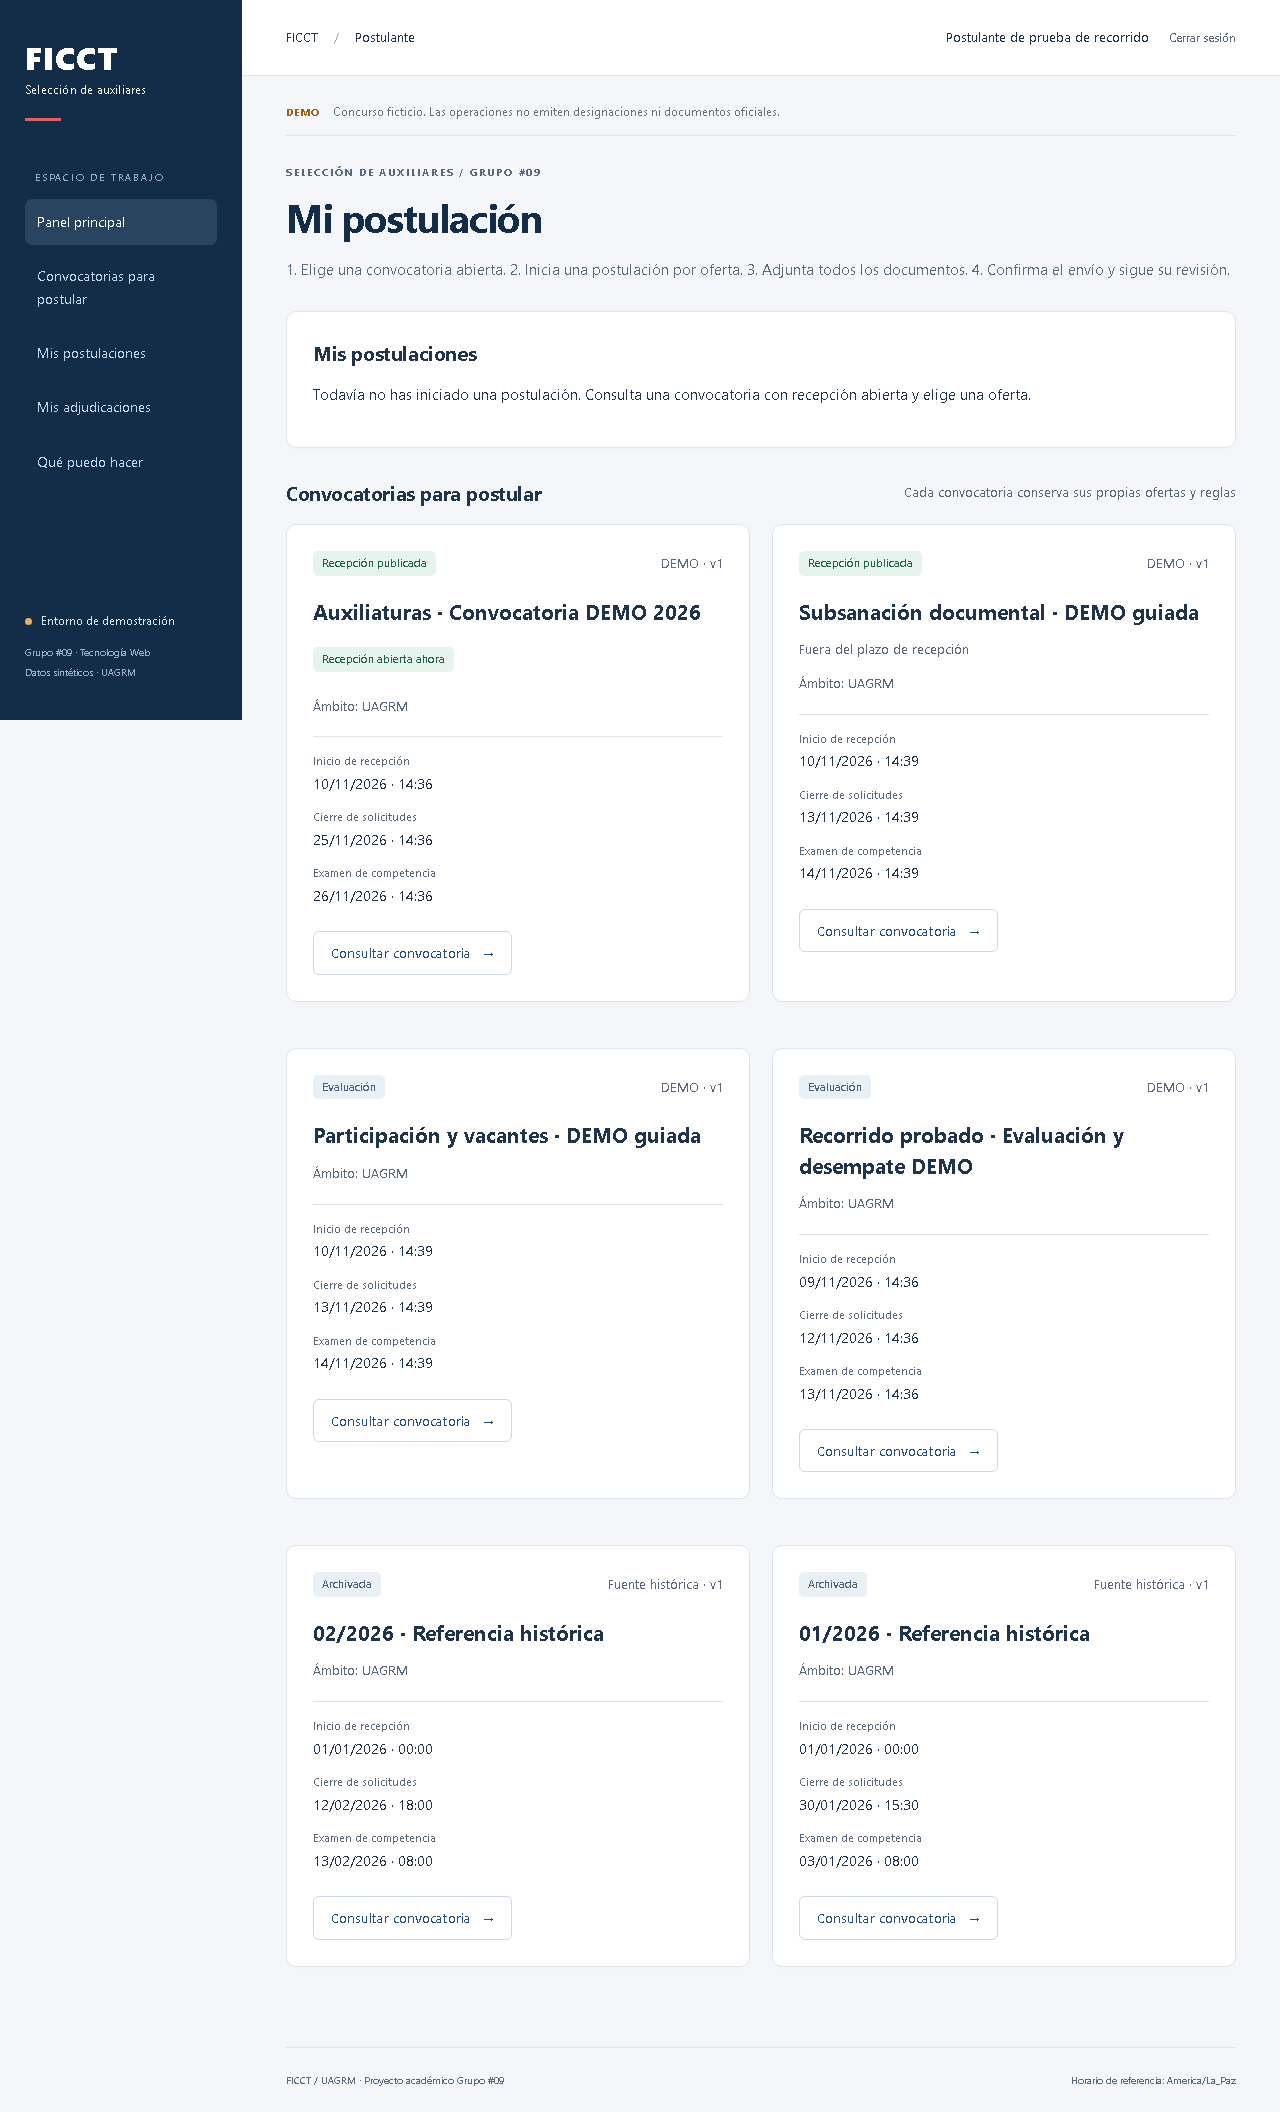 FICCT
Selección de auxiliares
ESPACIO DE TRABAJO
Panel principal
Convocatorias para
postular
Mis postulaciones
Mis adjudicaciones
Qué puedo hacer
Entorno de demostración
Grupo #09 · Tecnología Web
Datos sintéticos · UAGRM
FICCT / Postulante
Postulante de prueba de recorrido Cerrar sesión
DEMO Concurso ficticio. Las operaciones no emiten designaciones ni documentos oficiales.
SELECCIÓN DE AUXILIARES / GRUPO #09
Mi postulación
1. Elige una convocatoria abierta. 2. Inicia una postulación por oferta. 3. Adjunta todos los documentos. 4. Confirma el envío y sigue su revisión.
Mis postulaciones
Todavía no has iniciado una postulación. Consulta una convocatoria con recepción abierta y elige una oferta.
Convocatorias para postular
Cada convocatoria conserva sus propias ofertas y reglas
Recepción publicada DEMO · v1
Auxiliaturas · Convocatoria DEMO 2026
Recepción abierta ahora
Ámbito: UAGRM
Inicio de recepción
10/11/2026 · 14:36
Cierre de solicitudes
25/11/2026 · 14:36
Examen de competencia
26/11/2026 · 14:36
Consultar convocatoria →
Recepción publicada DEMO · v1
Subsanación documental · DEMO guiada
Fuera del plazo de recepción
Ámbito: UAGRM
Inicio de recepción
10/11/2026 · 14:39
Cierre de solicitudes
13/11/2026 · 14:39
Examen de competencia
14/11/2026 · 14:39
Consultar convocatoria →
Evaluación DEMO · v1
Participación y vacantes · DEMO guiada
Ámbito: UAGRM
Inicio de recepción
10/11/2026 · 14:39
Cierre de solicitudes
13/11/2026 · 14:39
Examen de competencia
14/11/2026 · 14:39
Consultar convocatoria →
Evaluación DEMO · v1
Recorrido probado · Evaluación y
desempate DEMO
Ámbito: UAGRM
Inicio de recepción
09/11/2026 · 14:36
Cierre de solicitudes
12/11/2026 · 14:36
Examen de competencia
13/11/2026 · 14:36
Consultar convocatoria →
Archivada Fuente histórica · v1
02/2026 · Referencia histórica
Ámbito: UAGRM
Inicio de recepción
01/01/2026 · 00:00
Cierre de solicitudes
12/02/2026 · 18:00
Examen de competencia
13/02/2026 · 08:00
Consultar convocatoria →
Archivada Fuente histórica · v1
01/2026 · Referencia histórica
Ámbito: UAGRM
Inicio de recepción
01/01/2026 · 00:00
Cierre de solicitudes
30/01/2026 · 15:30
Examen de competencia
03/01/2026 · 08:00
Consultar convocatoria →
FICCT / UAGRM · Proyecto académico Grupo #09
Horario de referencia: America/La_Paz